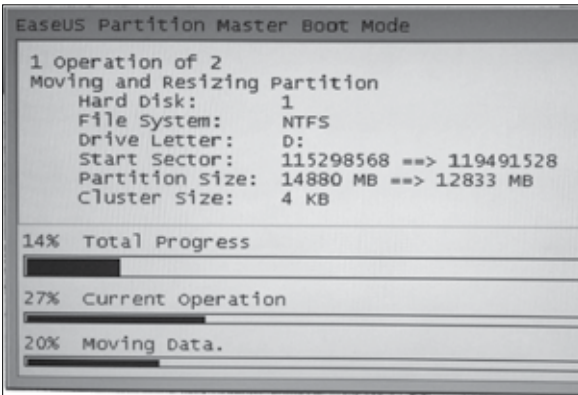 EaseUS Partition Master Boot Mode
1 Operation of 2
Moving and Resizing Partition
Hard Disk: 1
File System: NTFS
Drive Letter: D:
Start Sector: 115298568 ==> 119491528
Partition Size: 14880 MB ==> 12833 MB
Cluster Size: 4 KB
14% Total Progress
27% Current Operation
20% Moving Data.